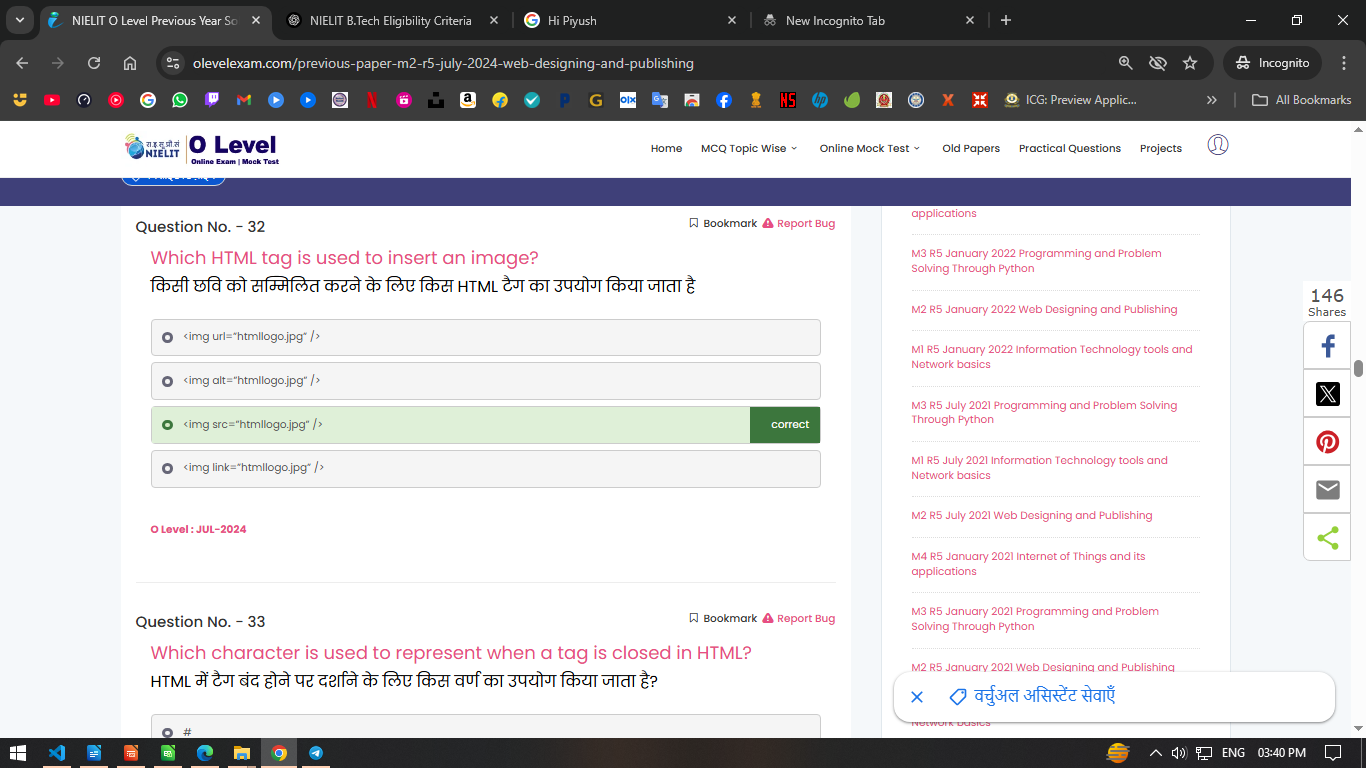 NIELIT O Level Previous Year So
NIELIT B.Tech Eligibility Criteria
Hi Piyush
New Incognito Tab
olevelexam.com/previous-paper-m2-r5-july-2024-web-designing-and-publishing
Incognito
ICG: Preview Applic...
All Bookmarks
रा.इ.सू.प्रौ.सं
NIELIT
O Level
Online Exam | Mock Test
Home
MCQ Topic Wise
Online Mock Test
Old Papers
Practical Questions
Projects
Question No. - 32
Bookmark
Report Bug
Which HTML tag is used to insert an image?
किसी छवि को सम्मिलित करने के लिए किस HTML टैग का उपयोग किया जाता है
<img url="htmllogo.jpg" />
<img alt="htmllogo.jpg" />
<img src="htmllogo.jpg" />
correct
<img link="htmllogo.jpg" />
O Level : JUL-2024
Question No. - 33
Bookmark
Report Bug
Which character is used to represent when a tag is closed in HTML?
HTML में टैग बंद होने पर दर्शाने के लिए किस वर्ण का उपयोग किया जाता है?
#
applications
M3 R5 January 2022 Programming and Problem
Solving Through Python
M2 R5 January 2022 Web Designing and Publishing
M1 R5 January 2022 Information Technology tools and
Network basics
M3 R5 July 2021 Programming and Problem Solving
Through Python
M1 R5 July 2021 Information Technology tools and
Network basics
M2 R5 July 2021 Web Designing and Publishing
M4 R5 January 2021 Internet of Things and its
applications
M3 R5 January 2021 Programming and Problem
Solving Through Python
M2 R5 January 2021 Web Designing and Publishing
वर्चुअल असिस्टेंट सेवाएँ
Network basics
146
Shares
ENG
03:40 PM